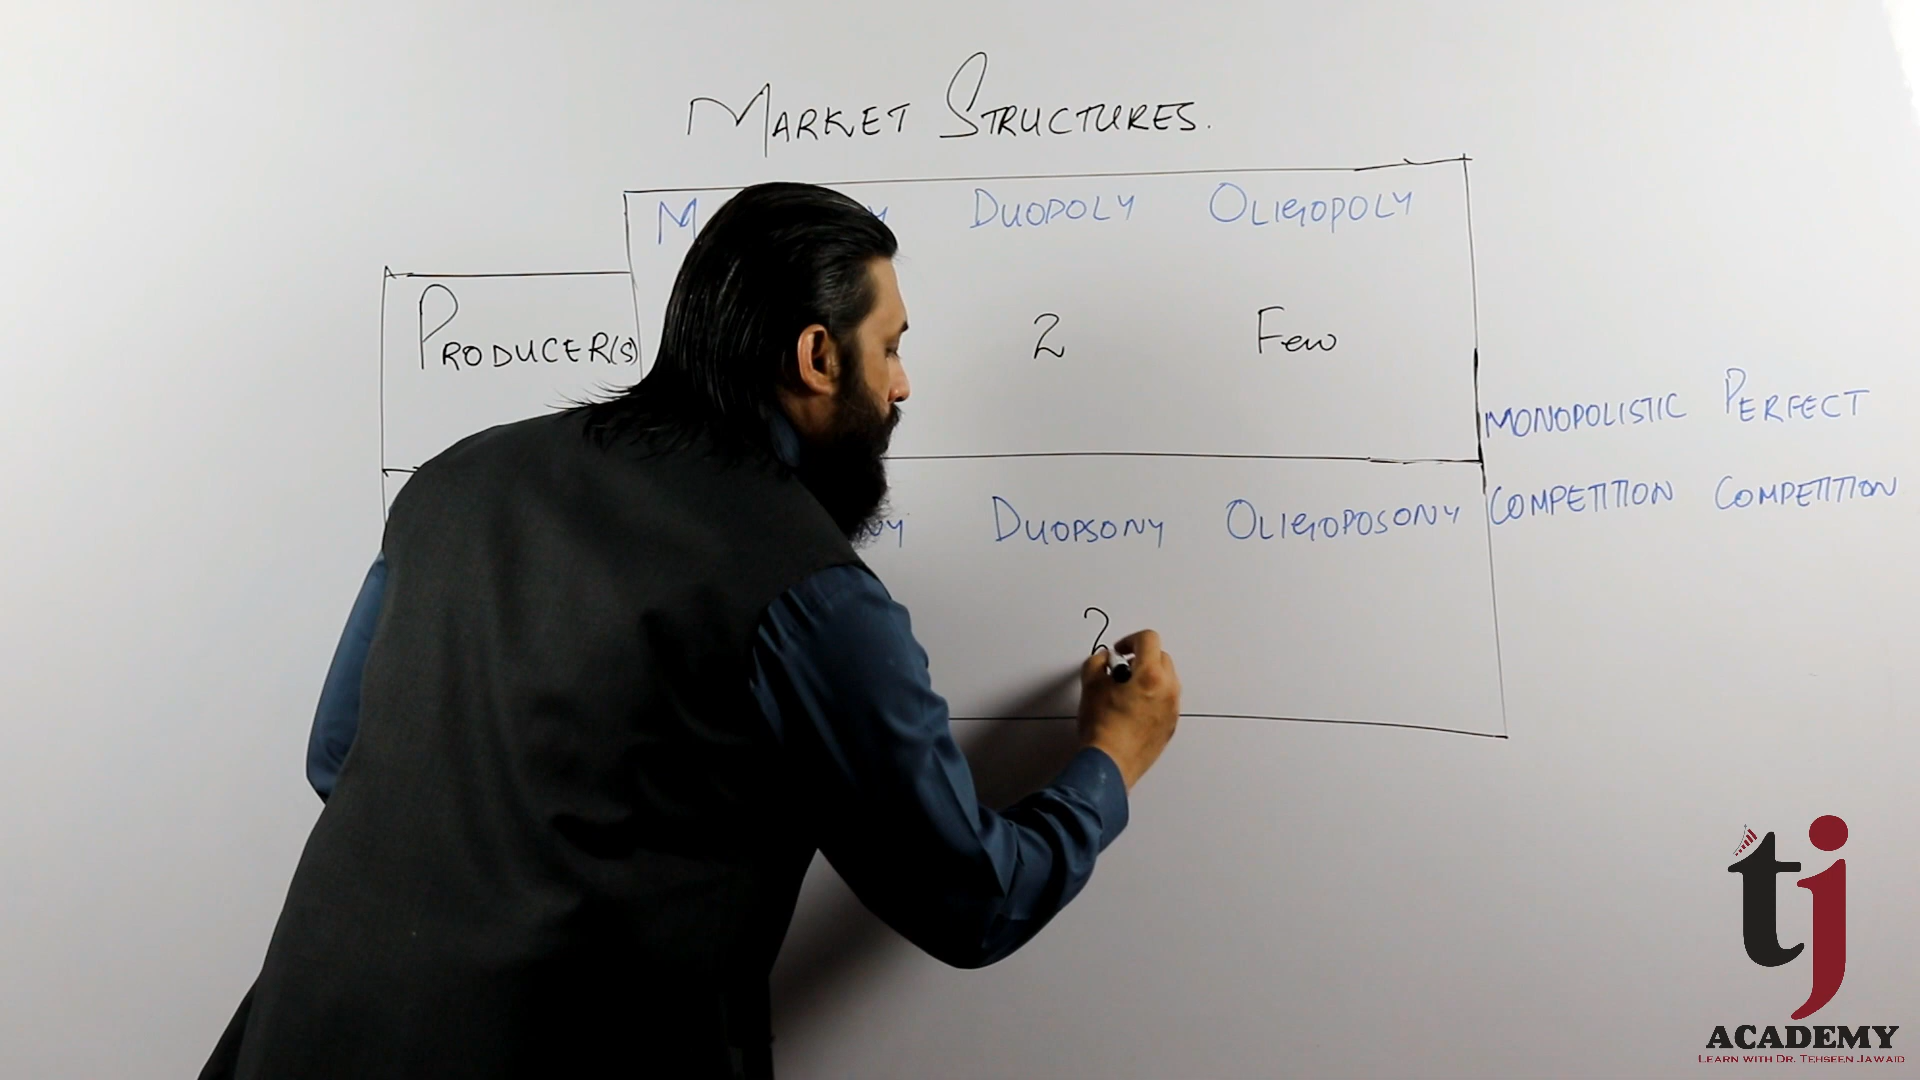 MARKET STRUCTURES.
DUOPOLY OLIGOPOLY
PRODUCER(S) 2 Few
MONOPOLISTIC PERFECT
COMPETITION COMPETITION
DUOPSONY OLIGOPOSONY
2
tj
ACADEMY
LEARN WITH DR. TEHSEEN JAWAID